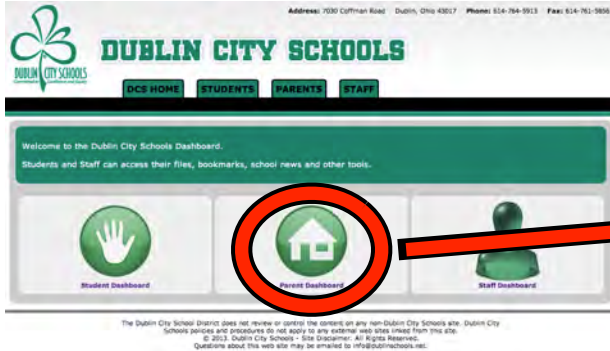 Address: 7030 Coffman Road Dublin, Ohio 43017 Phone: 614-764-5913 Fax: 614-761-5856
DUBLIN CITY SCHOOLS
DUBLIN CITY SCHOOLS
DCS HOME STUDENTS PARENTS STAFF
Welcome to the Dublin City Schools Dashboard.
Students and Staff can access their files, bookmarks, school news and other tools.
Student Dashboard Parent Dashboard Staff Dashboard
The Dublin City School District does not review or control the content on any non-Dublin City Schools site. Dublin City
Schools policies and procedures do not apply to any external web sites linked from this site.
© 2013. Dublin City Schools - Site Disclaimer. All Rights Reserved.
Questions about this web site may be emailed to info@dublinschools.net.